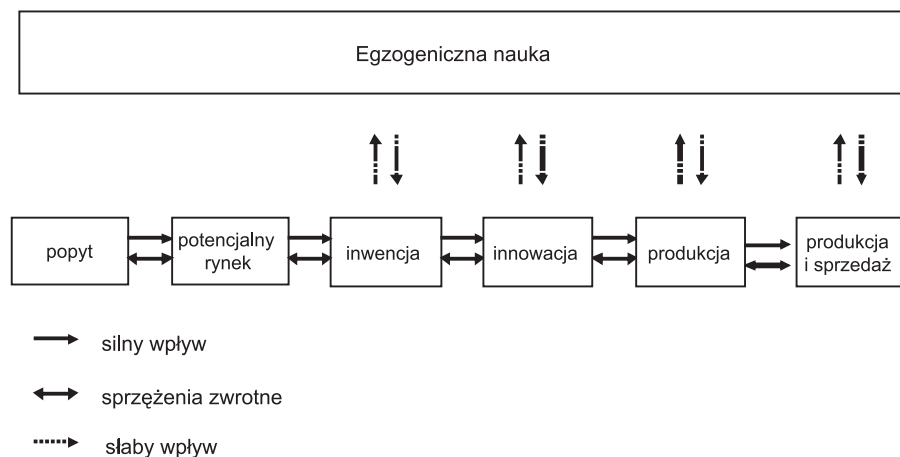 Egzogeniczna nauka
popyt
potencjalny
rynek
inwencja
innowacja
produkcja
produkcja
i sprzedaż
silny wpływ
sprzężenia zwrotne
słaby wpływ